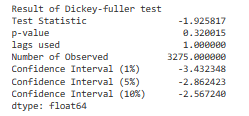 Result of Dickey-fuller test
Test Statistic -1.925817
p-value 0.320015
lags used 1.000000
Number of Observed 3275.000000
Confidence Interval (1%) -3.432348
Confidence Interval (5%) -2.862423
Confidence Interval (10%) -2.567240
dtype: float64